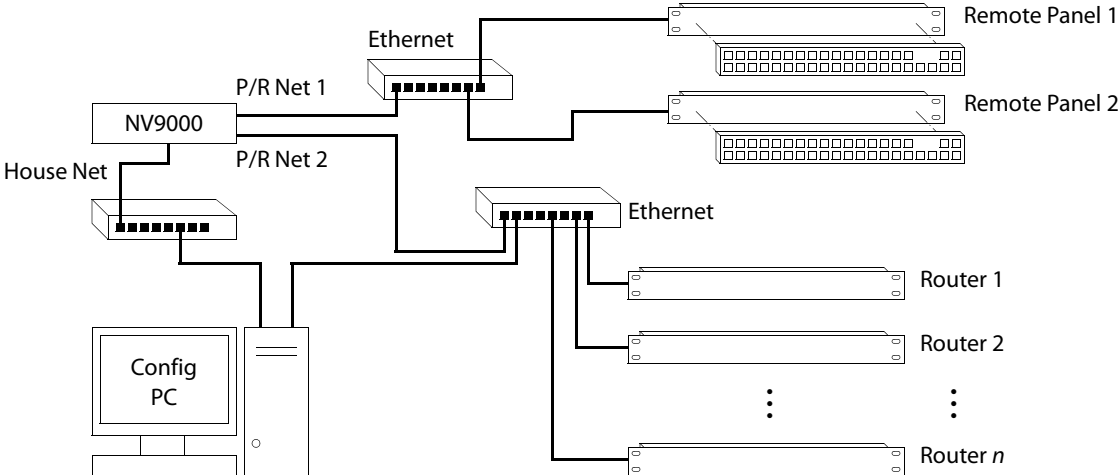 Remote Panel 1
Ethernet
P/R Net 1
NV9000
Remote Panel 2
P/R Net 2
House Net
Ethernet
Router 1
Router 2
Config
PC
Router n